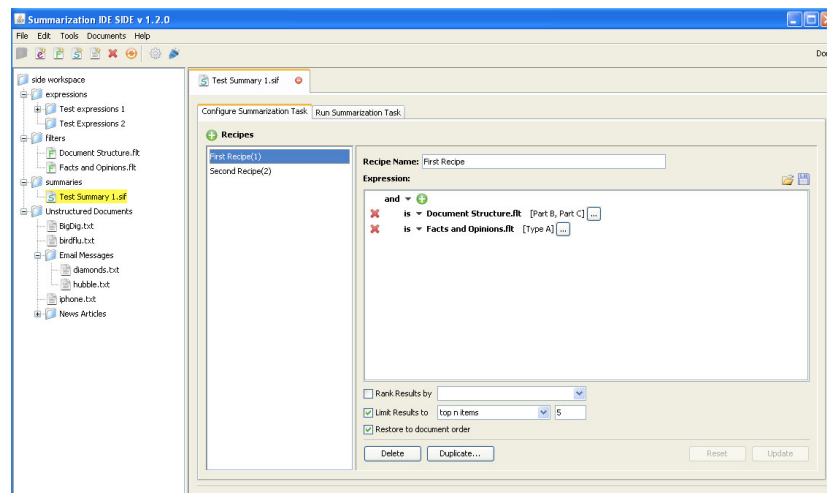 Summarization IDE SIDE v 1.2.0
File Edit Tools Documents Help
side workspace
expressions
Test expressions 1
Test Expressions 2
filters
Document Structure.flt
Facts and Opinions.flt
summaries
Test Summary 1.sif
Unstructured Documents
BigDig.txt
birdflu.txt
Email Messages
diamonds.txt
hubble.txt
iphone.txt
News Articles
Test Summary 1.sif
Configure Summarization Task Run Summarization Task
Recipes
First Recipe(1)
Second Recipe(2)
Recipe Name: First Recipe
Expression:
and
is Document Structure.flt [Part B, Part C] ...
is Facts and Opinions.flt [Type A] ...
Rank Results by
Limit Results to top n items 5
Restore to document order
Delete Duplicate... Reset Update